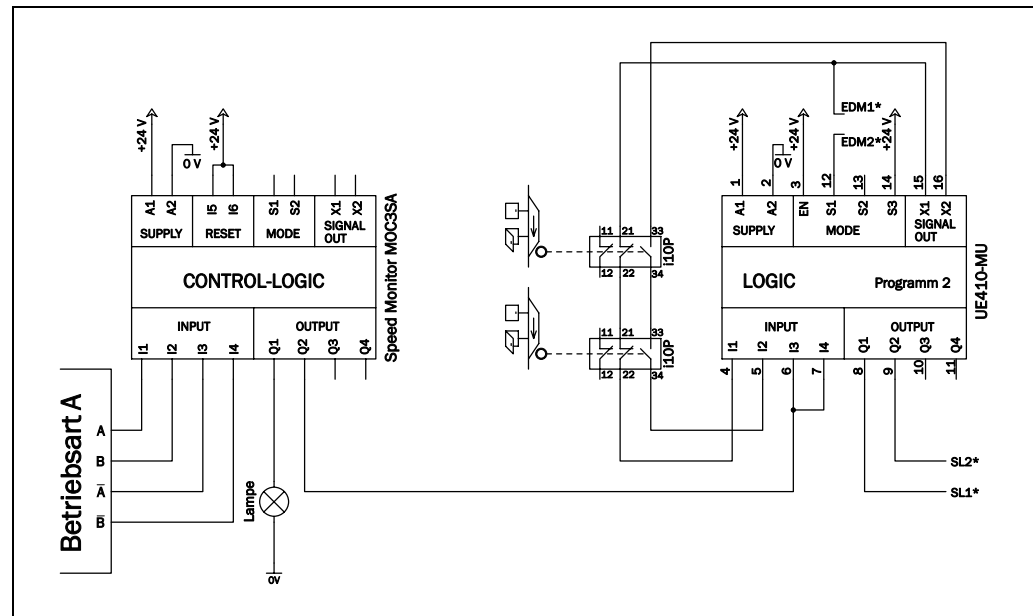 EDM1*
EDM2*
+24 V
0 V
+24 V
A1
A2
I5
I6
S1
S2
X1
X2
SUPPLY
RESET
MODE
SIGNAL OUT
CONTROL-LOGIC
INPUT
OUTPUT
I1
I2
I3
I4
Q1
Q2
Q3
Q4
Speed Monitor MOC3SA
Betriebsart A
A
B
A̅
B̅
Lampe
0V
11
21
33
12
22
34
i10P
11
21
33
12
22
34
i10P
+24 V
0 V
+24 V
+24 V
1
2
3
12
13
14
15
16
A1
A2
EN
S1
S2
S3
X1
X2
SUPPLY
MODE
SIGNAL OUT
LOGIC
Programm 2
UE410-MU
INPUT
OUTPUT
I1
I2
I3
I4
Q1
Q2
Q3
Q4
4
5
6
7
8
9
10
11
SL2*
SL1*